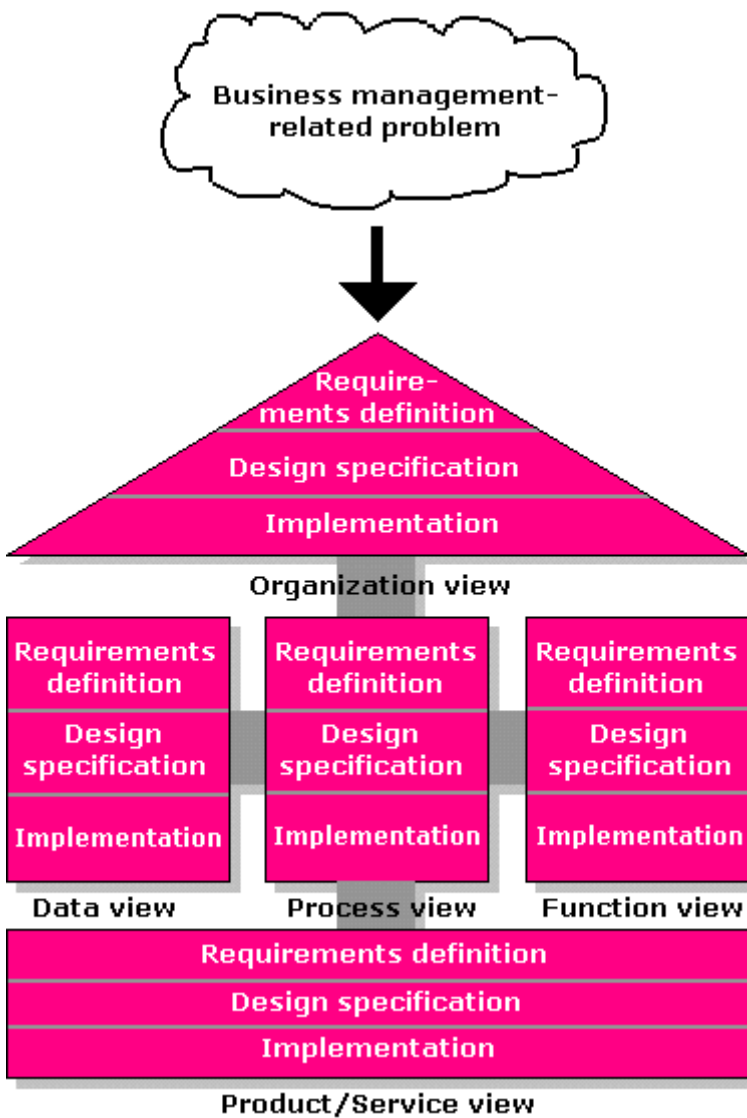 Business management-
related problem
Require-
ments definition
Design specification
Implementation
Organization view
Requirements
definition
Design
specification
Implementation
Data view
Requirements
definition
Design
specification
Implementation
Process view
Requirements
definition
Design
specification
Implementation
Function view
Requirements definition
Design specification
Implementation
Product/Service view